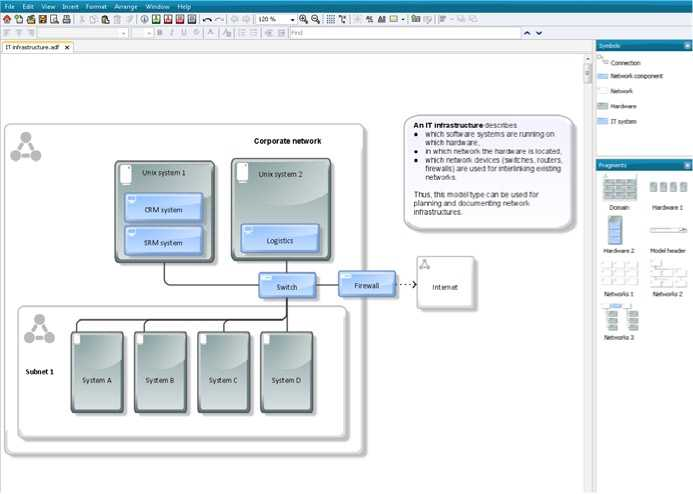 File Edit View Insert Format Arrange Window Help
120 %
Find
IT infrastructure.adf
Symbols
Connection
Network component
Network
Hardware
IT system
Fragments
Domain Hardware 1
Hardware 2 Model header
Networks 1 Networks 2
Networks 3
Corporate network
An IT infrastructure describes
• which software systems are running on
which hardware,
• in which network the hardware is located,
• which network devices (switches, routers,
firewalls) are used for interlinking existing
networks.
Thus, this model type can be used for
planning and documenting network
infrastructures.
Unix system 1
CRM system
SRM system
Unix system 2
Logistics
Switch
Firewall
Internet
Subnet 1
System A
System B
System C
System D